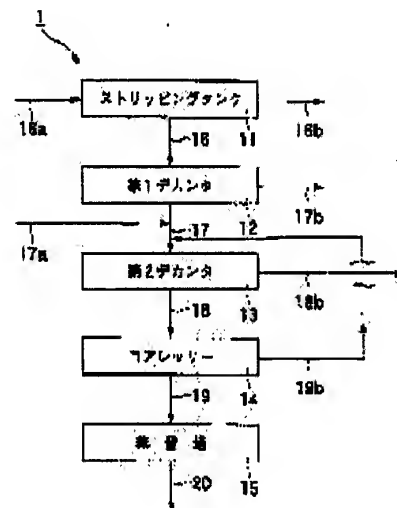 1
ストリッピングタンク
16a
11
16b
16
第1デカンタ
12
17b
17
17a
第2デカンタ
13
18b
18
コアレッサー
14
19b
19
蒸留塔
15
20